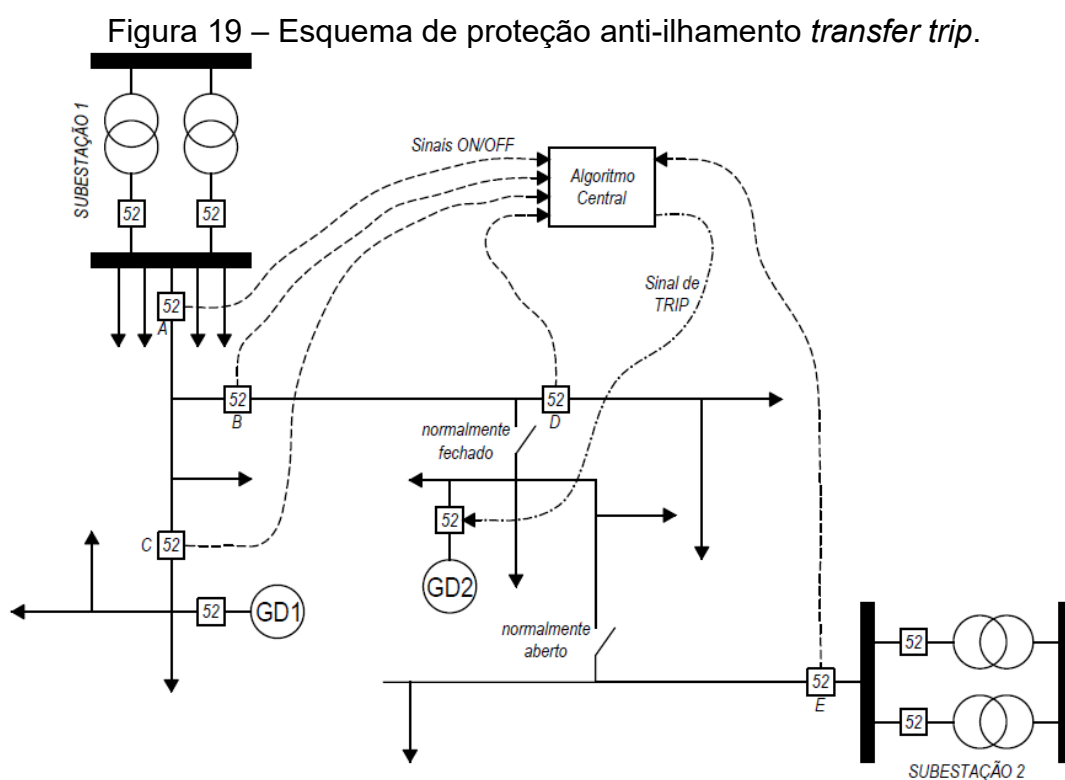 Figura 19 – Esquema de proteção anti-ilhamento transfer trip.
SUBESTAÇÃO 1
52
52
Sinais ON/OFF
Algoritmo
Central
52
A
Sinal de
TRIP
52
B
52
D
normalmente
fechado
52
C
52
52
GD1
GD2
normalmente
aberto
52
E
52
52
SUBESTAÇÃO 2